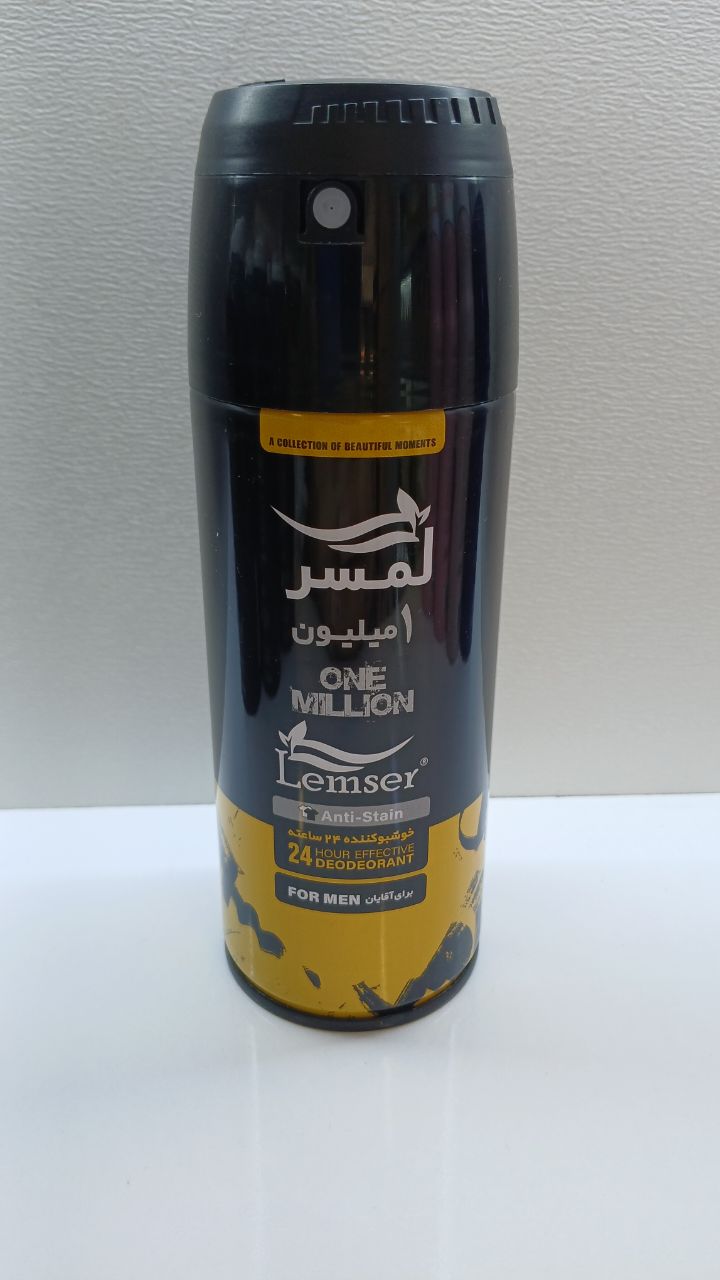 A COLLECTION OF BEAUTIFUL MOMENTS
لمسر
۱ میلیون
ONE
MILLION
Lemser®
Anti-Stain
خوشبوکننده ۲۴ ساعته
24 HOUR EFFECTIVE
DEODEORANT
FOR MEN برای آقایان